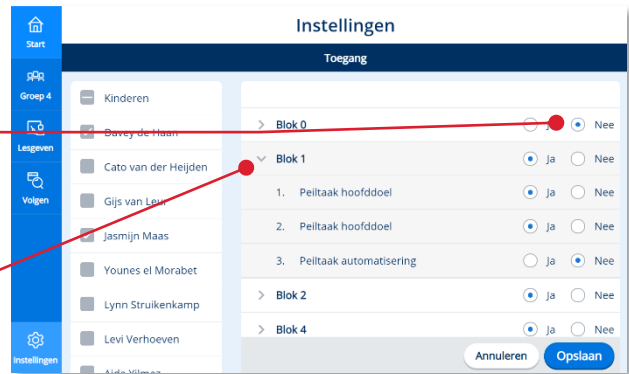 Instellingen
Toegang
Start
Groep 4
Lesgeven
Volgen
Instellingen
Kinderen
Davey de Haan
Cato van der Heijden
Gijs van Leur
Jasmijn Maas
Younes el Morabet
Lynn Struikenkamp
Levi Verhoeven
Blok 0 Nee
Blok 1 Ja Nee
1. Peiltaak hoofddoel Ja Nee
2. Peiltaak hoofddoel Ja Nee
3. Peiltaak automatisering Ja Nee
Blok 2 Ja Nee
Blok 4 Ja Nee
Annuleren Opslaan